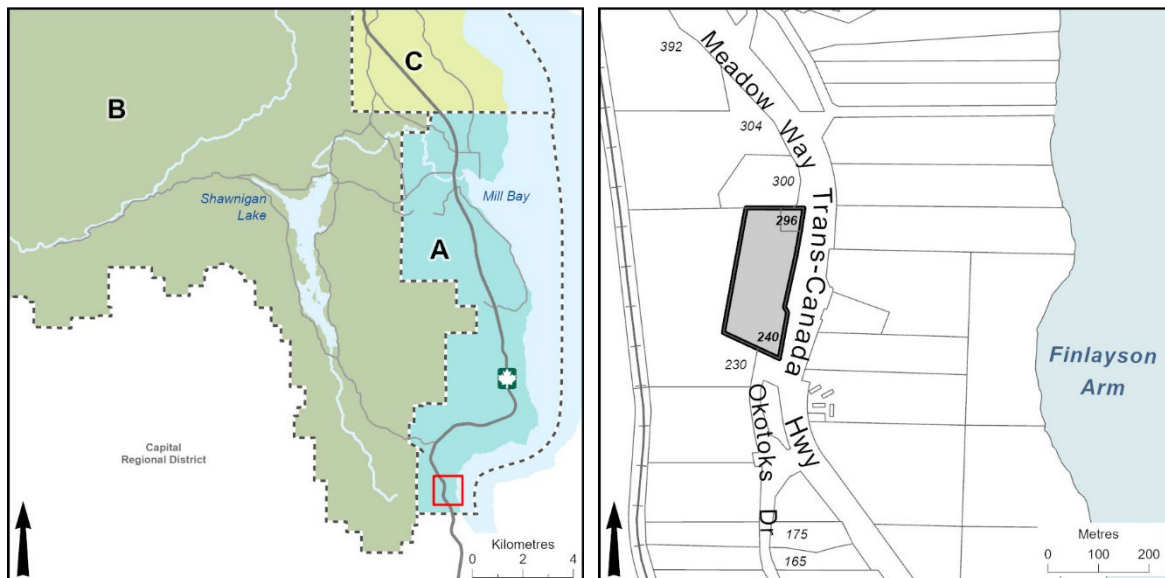 C
B
Shawnigan
Lake
Mill Bay
A
Capital
Regional District
Kilometres
0 2 4
392
Meadow Way
304
300
296
Trans-Canada Hwy
240
230
Finlayson
Arm
Okotoks Dr
175
165
Metres
0 100 200